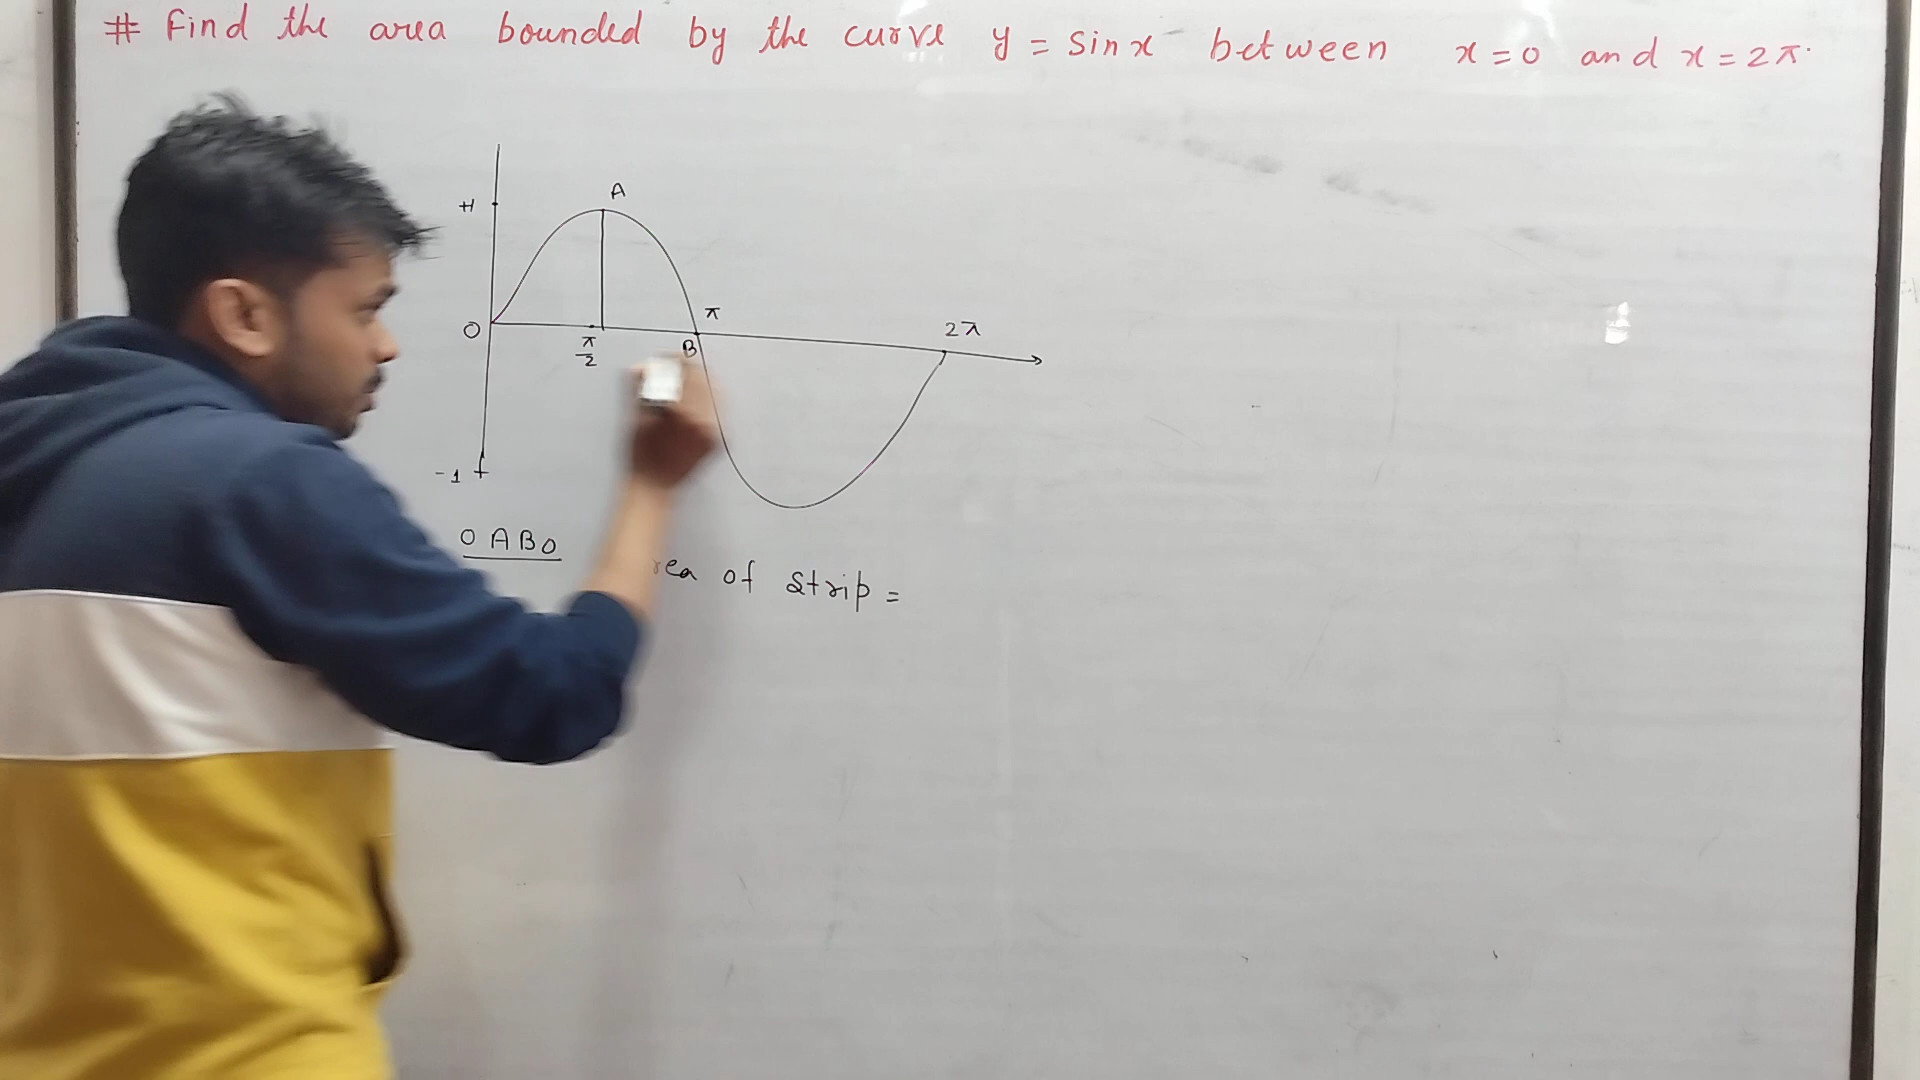 # Find the area bounded by the curve y = sin x between x = 0 and x = 2π.
A
+1
π
O
2π
π/2
B
-1
OABO
rea of strip =